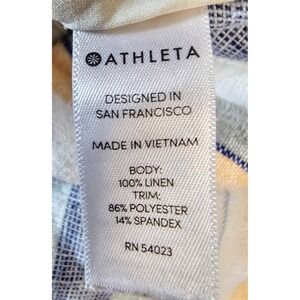 ATHLETA
DESIGNED IN
SAN FRANCISCO
MADE IN VIETNAM
BODY:
100% LINEN
TRIM:
86% POLYESTER
14% SPANDEX
RN 54023